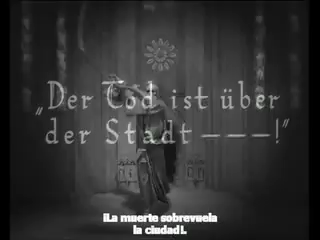 „Der Tod ist über
der Stadt ———!"
¡La muerte sobrevuela
la ciudad!.